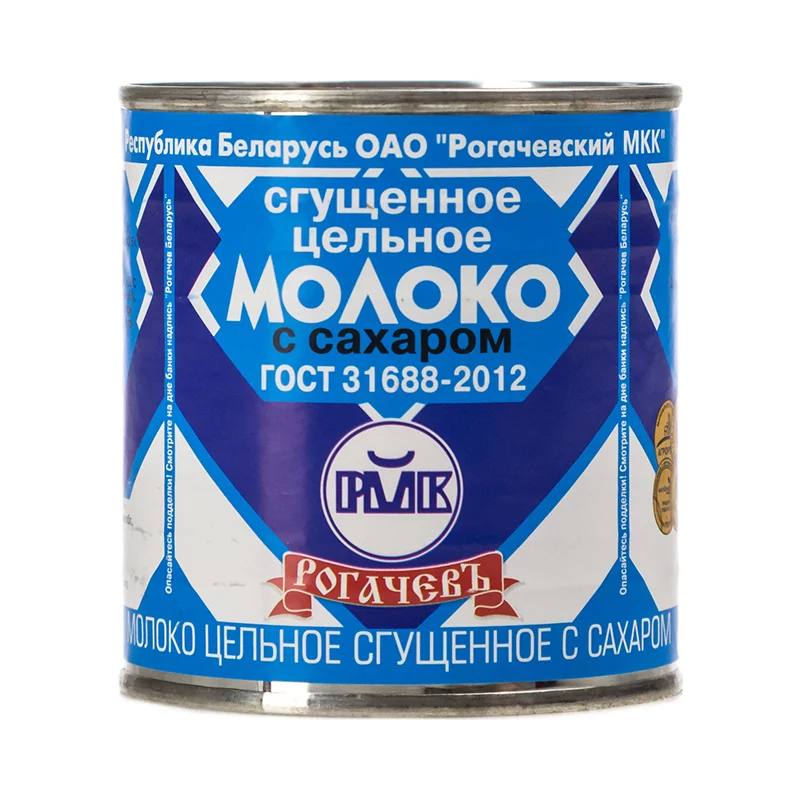 Республика Беларусь ОАО "Рогачевский МКК"
сгущенное
цельное
МОЛОКО
с сахаром
ГОСТ 31688-2012
РМКК
РОГАЧЕВЪ
МОЛОКО ЦЕЛЬНОЕ СГУЩЕННОЕ С САХАРОМ
Опасайтесь подделки! Смотрите на дне банки надпись "Рогачев Беларусь"
Опасайтесь подделки! Смотрите на дне банки надпись "Рогачев Беларусь"